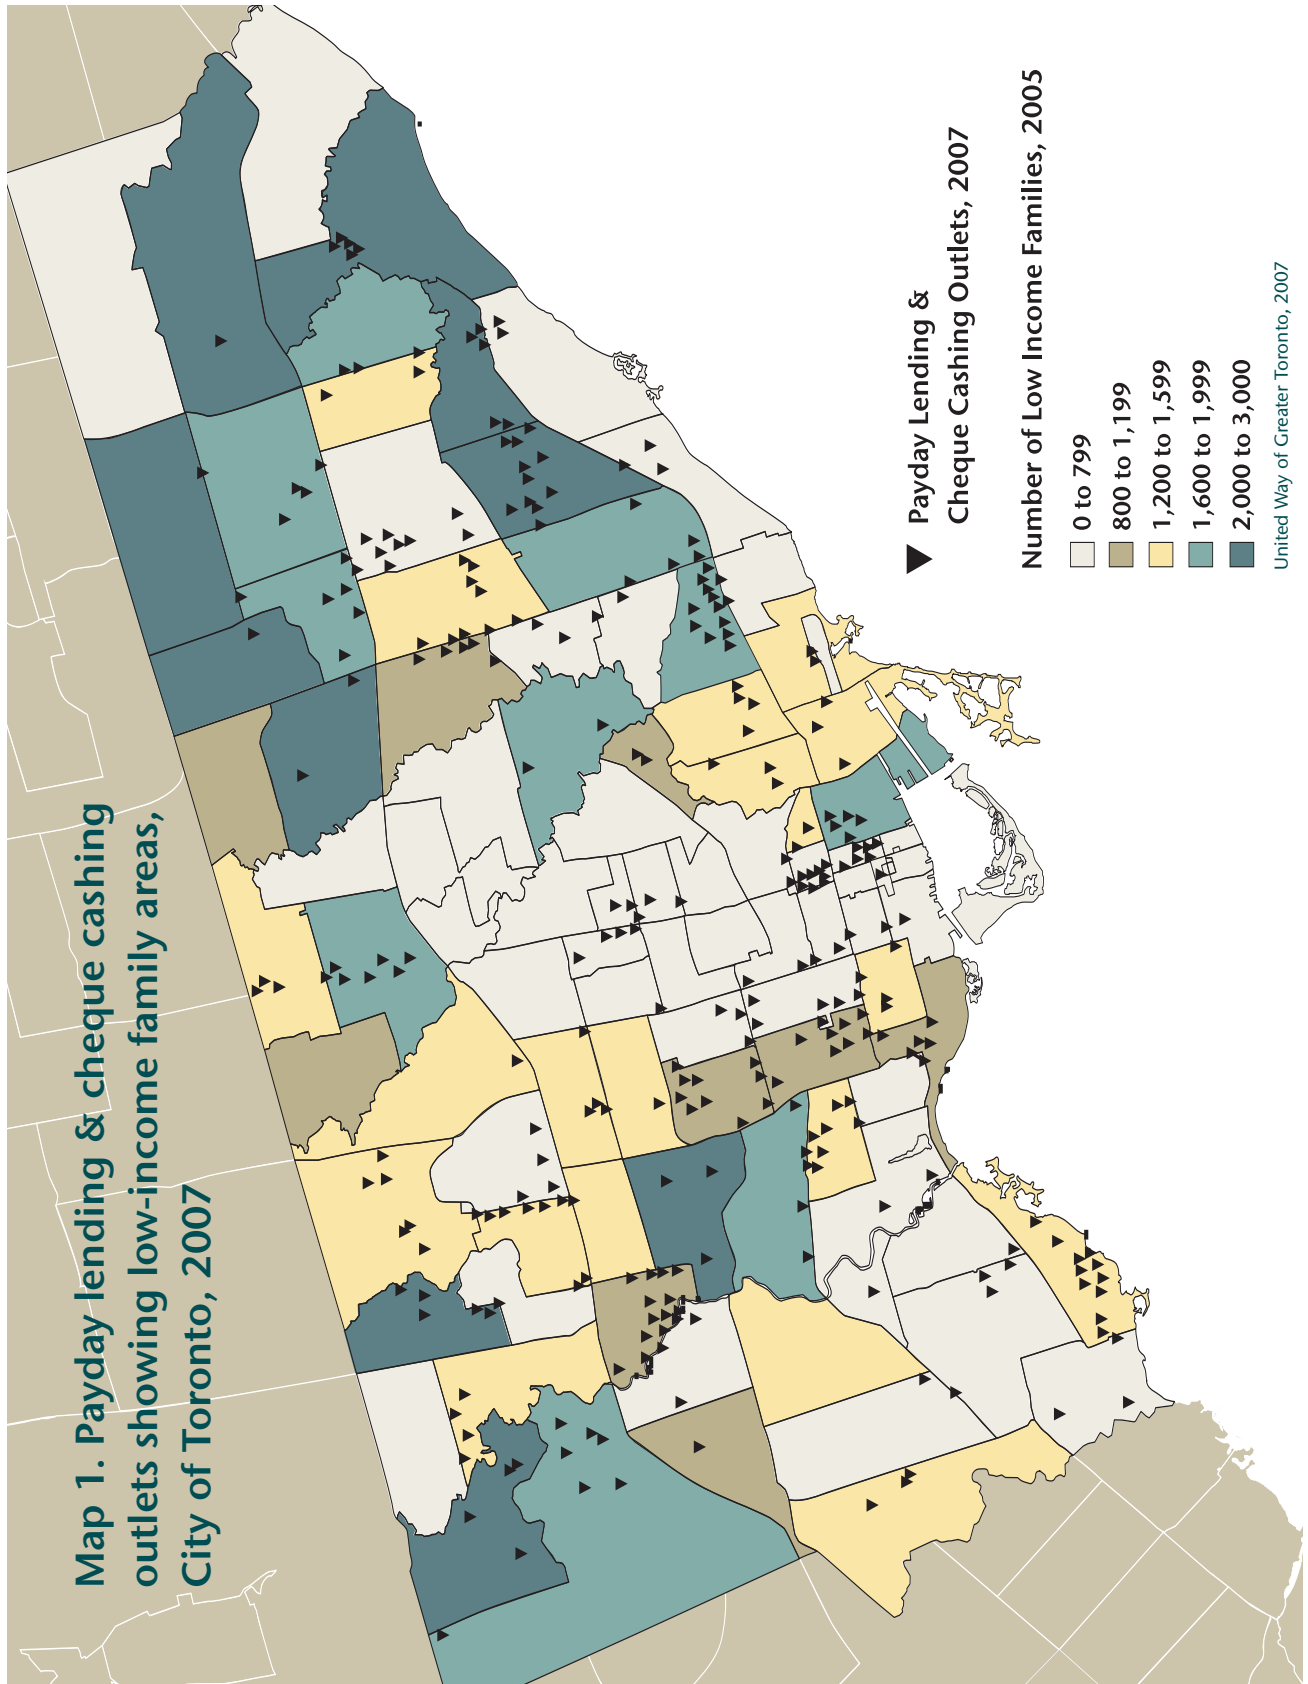 Map 1. Payday lending & cheque cashing
outlets showing low-income family areas,
City of Toronto, 2007
Payday Lending &
Cheque Cashing Outlets, 2007
Number of Low Income Families, 2005
0 to 799
800 to 1,199
1,200 to 1,599
1,600 to 1,999
2,000 to 3,000
United Way of Greater Toronto, 2007